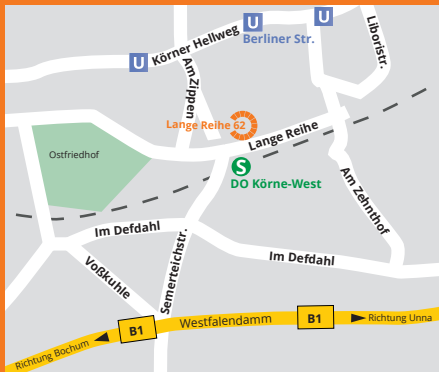 U
Liboristr.
U
Körner Hellweg
Berliner Str.
U
Am Zippen
Lange Reihe 62
Lange Reihe
Ostfriedhof
S
DO Körne-West
Am Zehnthof
Im Defdahl
Semerteichstr.
Im Defdahl
Voßkuhle
B1
Westfalendamm
B1
Richtung Unna
Richtung Bochum